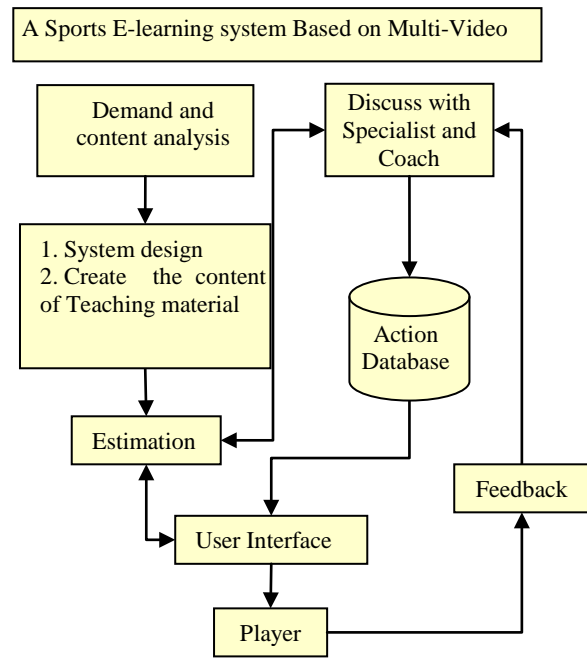 A Sports E-learning system Based on Multi-Video
Demand and
content analysis
Discuss with
Specialist and
Coach
1. System design
2. Create the content
of Teaching material
Action
Database
Estimation
Feedback
User Interface
Player